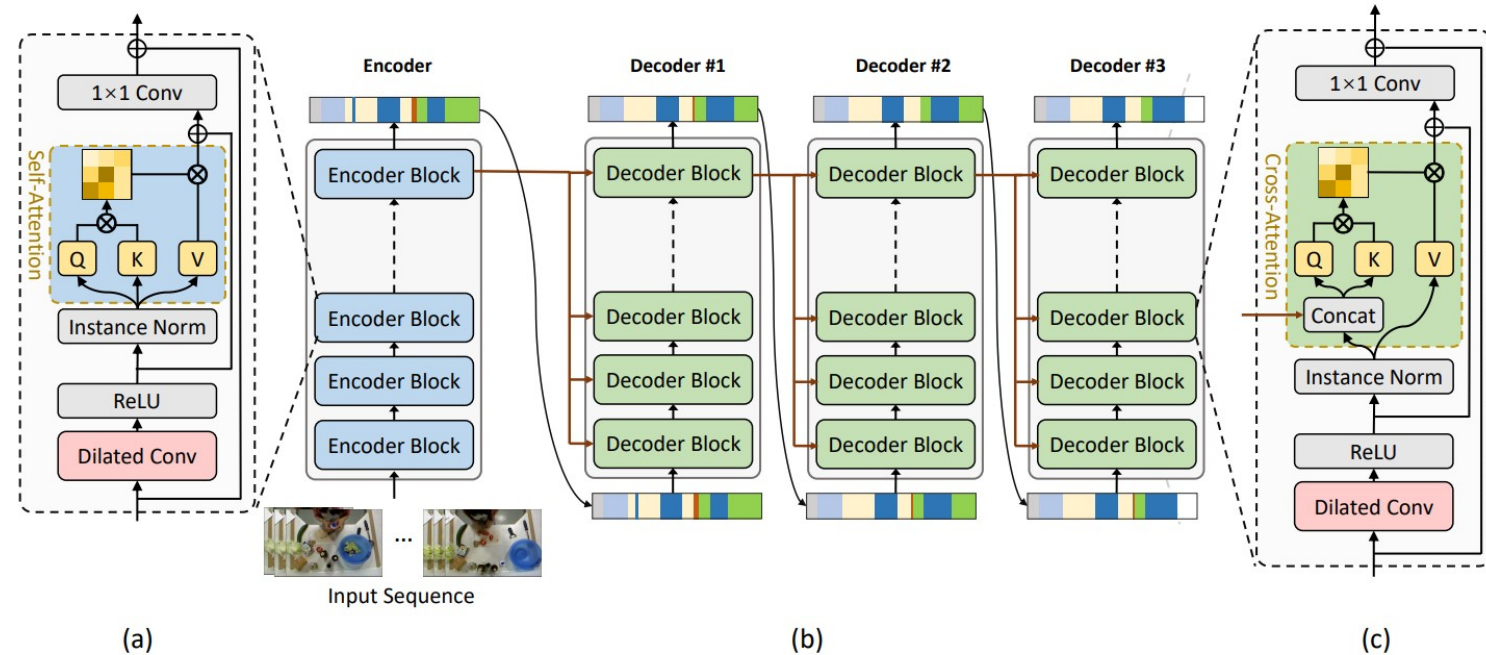 1×1 Conv
Self-Attention
Q
K
V
Instance Norm
ReLU
Dilated Conv
(a)
Encoder
Encoder Block
Encoder Block
Encoder Block
Encoder Block
...
Input Sequence
Decoder #1
Decoder Block
Decoder Block
Decoder Block
Decoder Block
Decoder #2
Decoder Block
Decoder Block
Decoder Block
Decoder Block
Decoder #3
Decoder Block
Decoder Block
Decoder Block
Decoder Block
(b)
1×1 Conv
Cross-Attention
Q
K
V
Concat
Instance Norm
ReLU
Dilated Conv
(c)